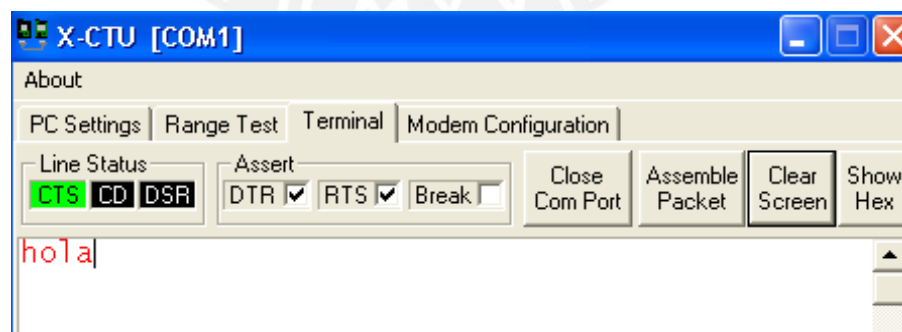 X-CTU [COM1]
About
PC Settings Range Test Terminal Modem Configuration
Line Status Assert
CTS CD DSR DTR RTS Break Close Com Port Assemble Packet Clear Screen Show Hex
hola